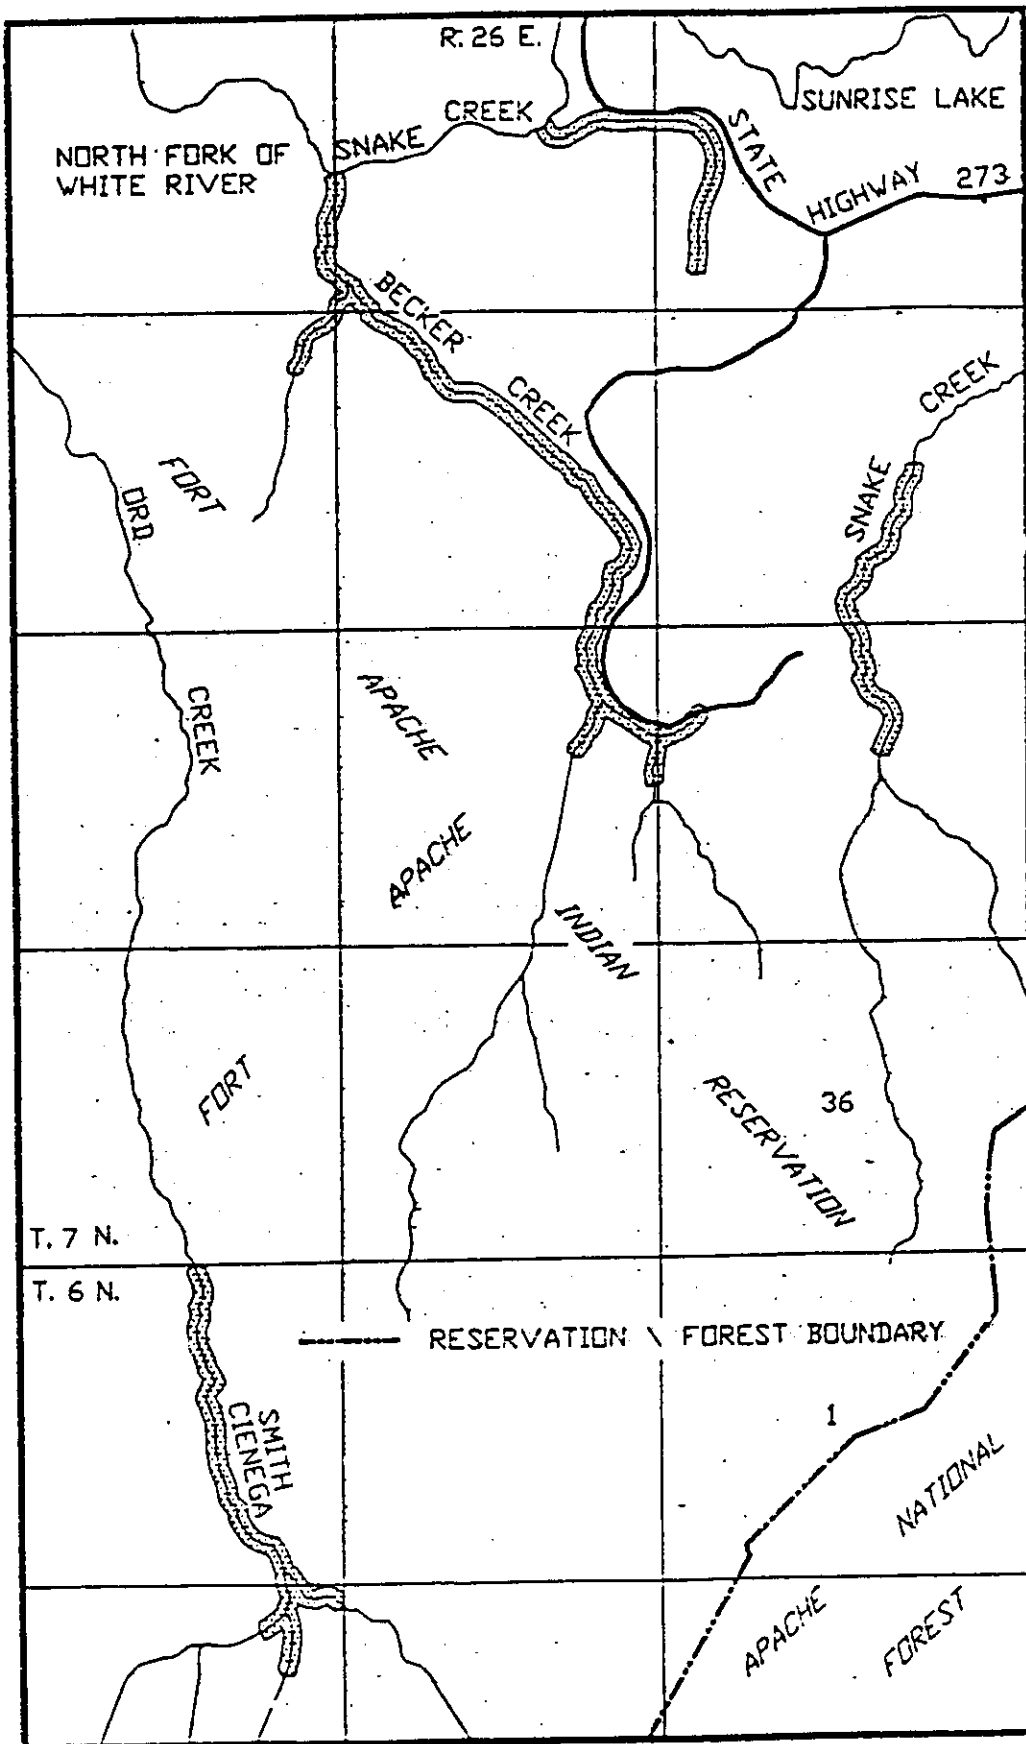 R. 26 E.
SUNRISE LAKE
SNAKE CREEK
NORTH FORK OF
WHITE RIVER
STATE HIGHWAY 273
BECKER CREEK
SNAKE CREEK
FORT
ORD CREEK
APACHE
APACHE
INDIAN
FORT
RESERVATION
36
T. 7 N.
T. 6 N.
RESERVATION \ FOREST BOUNDARY
1
SMITH
CIENEGA
NATIONAL
APACHE
FOREST